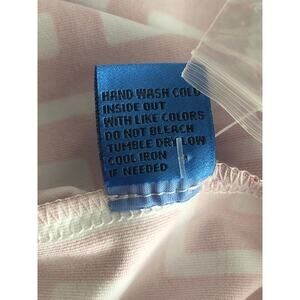 HAND WASH COLD
INSIDE OUT
WITH LIKE COLORS
DO NOT BLEACH
TUMBLE DRY LOW
COOL IRON
IF NEEDED